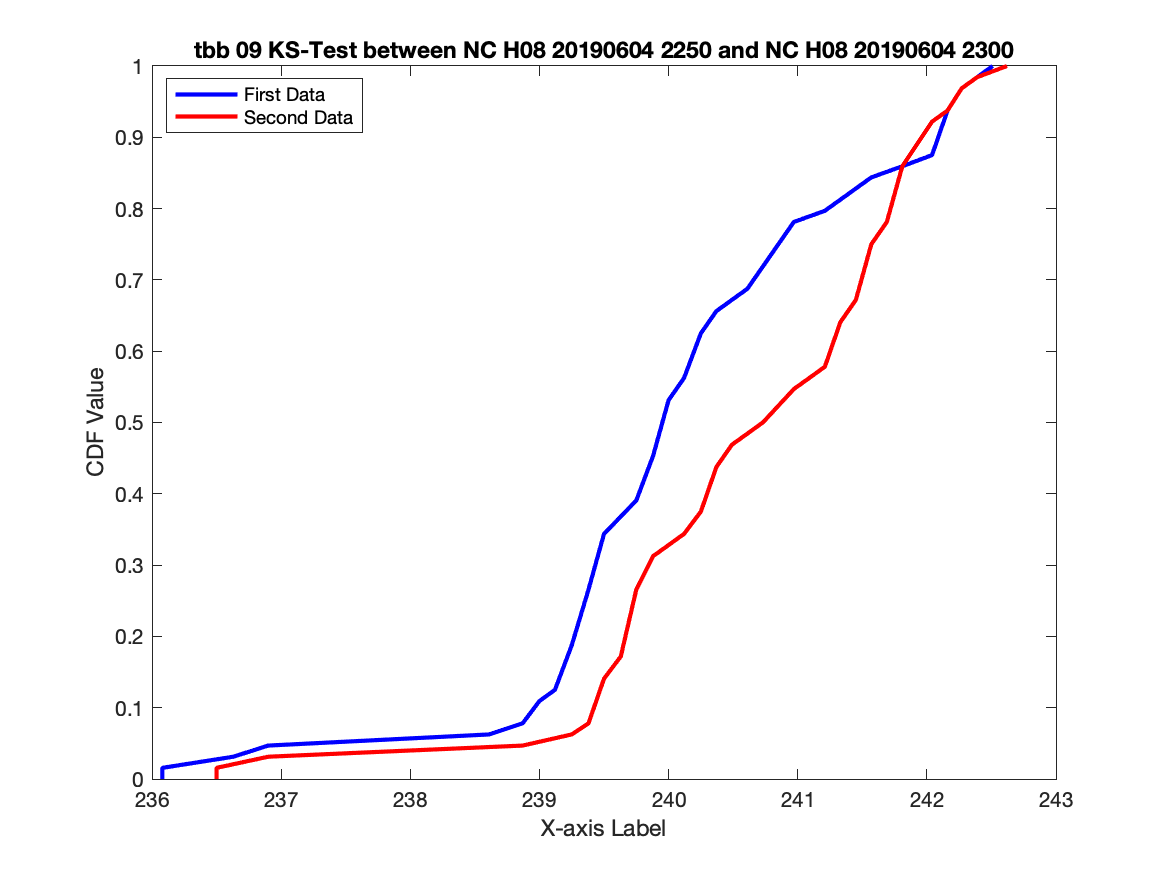 tbb 09 KS-Test between NC H08 20190604 2250 and NC H08 20190604 2300
First Data
Second Data
1
0.9
0.8
0.7
0.6
0.5
0.4
0.3
0.2
0.1
0
CDF Value
236 237 238 239 240 241 242 243
X-axis Label